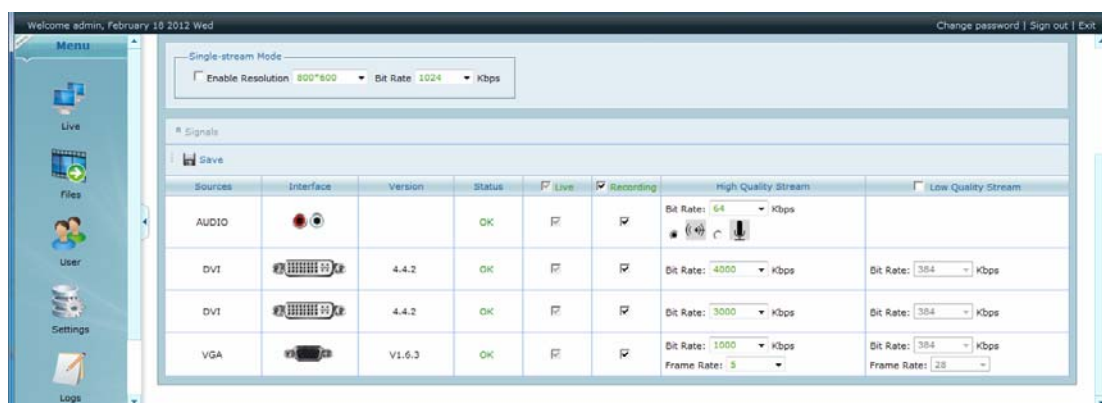 Welcome admin, February 16 2012 Wed
Change password | Sign out | Exit
Menu
Live
Files
User
Settings
Logs
Single-stream Mode
Enable Resolution 800*600 Bit Rate 1024 Kbps
Signals
Save
Sources Interface Version Status Live Recording High Quality Stream Low Quality Stream
AUDIO OK Bit Rate: 64 Kbps
DVI 4.4.2 OK Bit Rate: 4000 Kbps Bit Rate: 384 Kbps
DVI 4.4.2 OK Bit Rate: 3000 Kbps Bit Rate: 384 Kbps
VGA V1.6.3 OK Bit Rate: 1000 Kbps Bit Rate: 384 Kbps
Frame Rate: 5 Frame Rate: 28